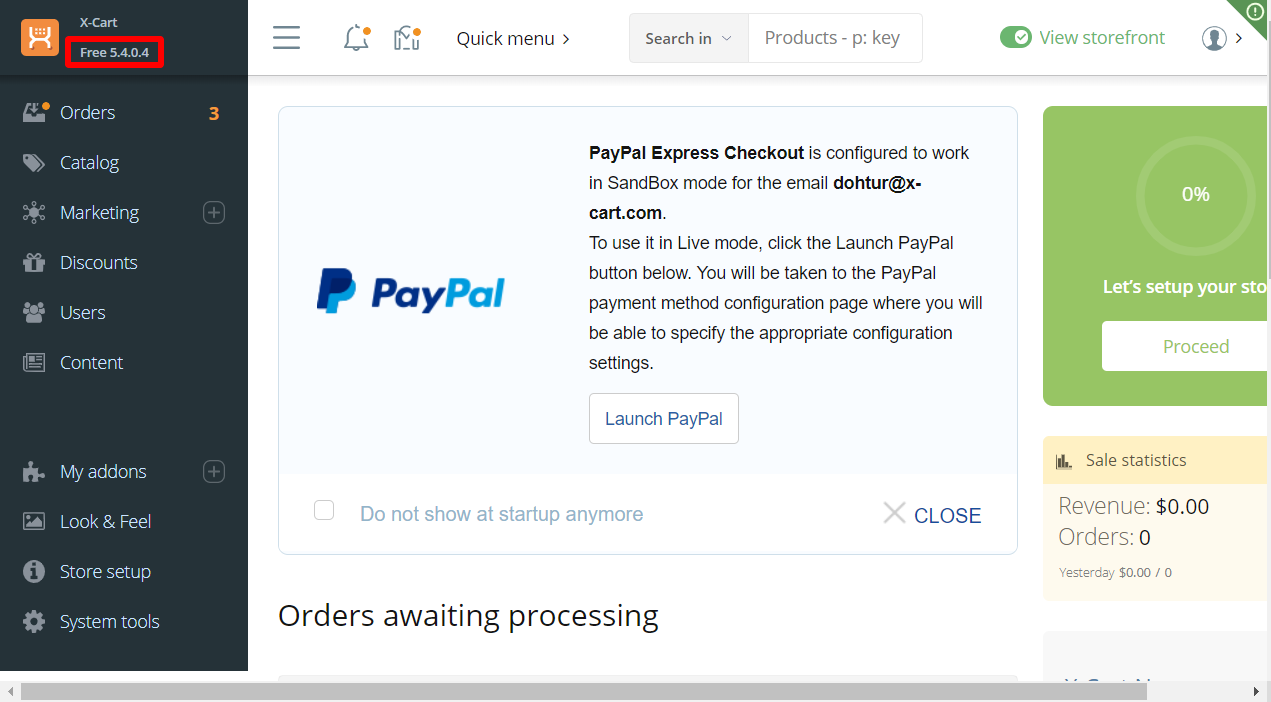 X-Cart
Free 5.4.0.4
Quick menu
Search in
Products - p: key
View storefront
Orders 3
Catalog
Marketing
Discounts
Users
Content
My addons
Look & Feel
Store setup
System tools
PayPal
PayPal Express Checkout is configured to work
in SandBox mode for the email dohtur@x-
cart.com.
To use it in Live mode, click the Launch PayPal
button below. You will be taken to the PayPal
payment method configuration page where you will
be able to specify the appropriate configuration
settings.
Launch PayPal
Do not show at startup anymore
CLOSE
Orders awaiting processing
0%
Let's setup your sto
Proceed
Sale statistics
Revenue: $0.00
Orders: 0
Yesterday $0.00 / 0